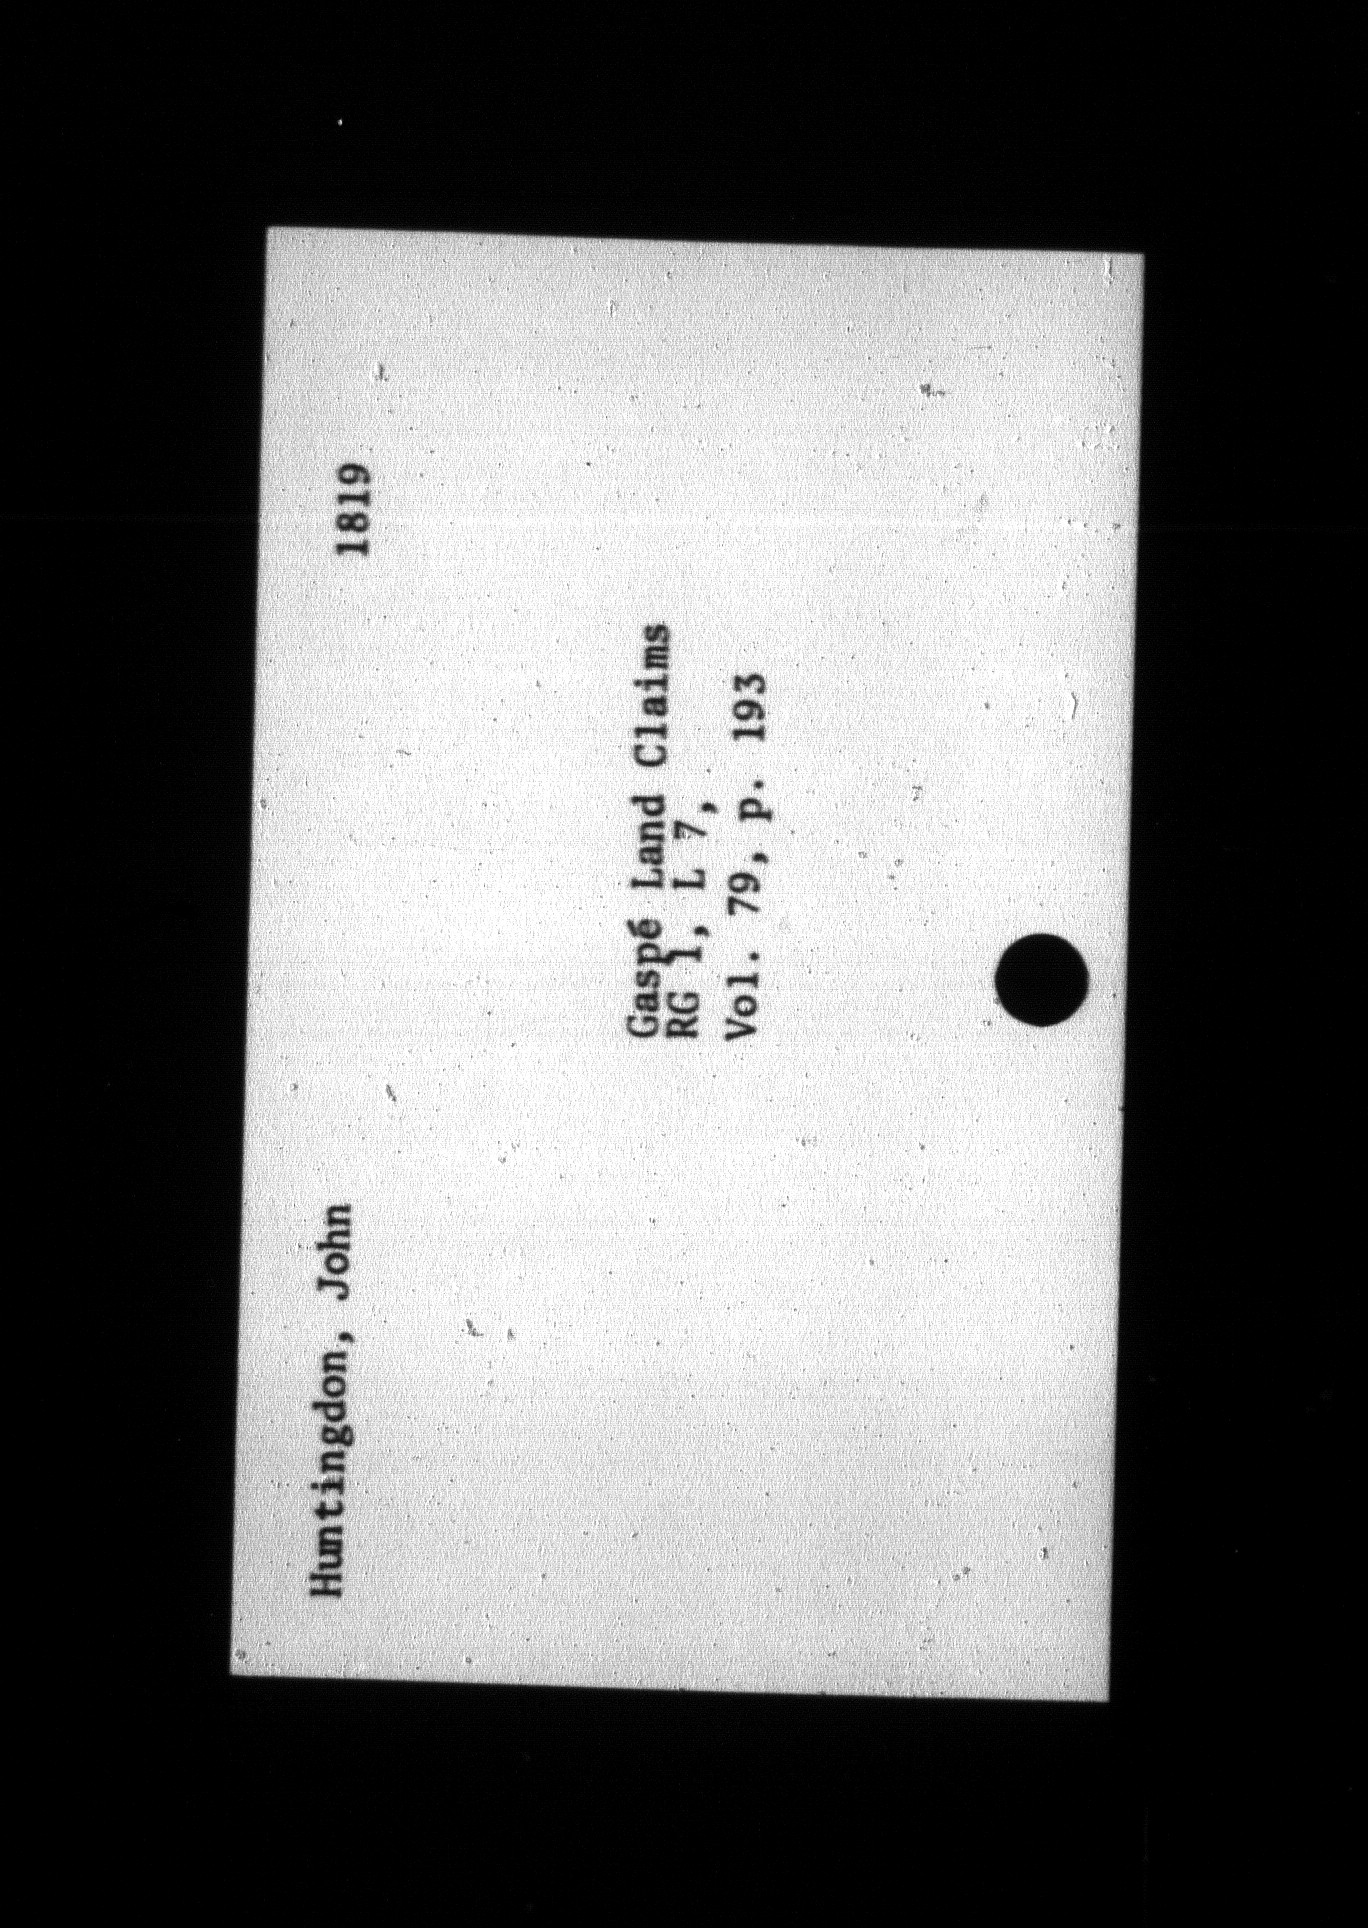 Huntingdon, John 1819
Gaspé Land Claims
RG 1, L 7,
Vol. 79, p. 193